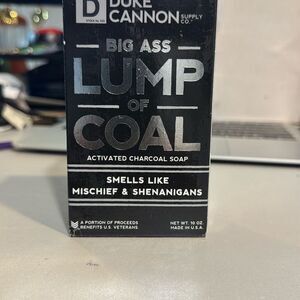 D
DUKE
CANNON SUPPLY CO.
BIG ASS
LUMP
OF
COAL
ACTIVATED CHARCOAL SOAP
SMELLS LIKE
MISCHIEF & SHENANIGANS
A PORTION OF PROCEEDS NET WT. 10 OZ.
BENEFITS U.S. VETERANS MADE IN U.S.A.